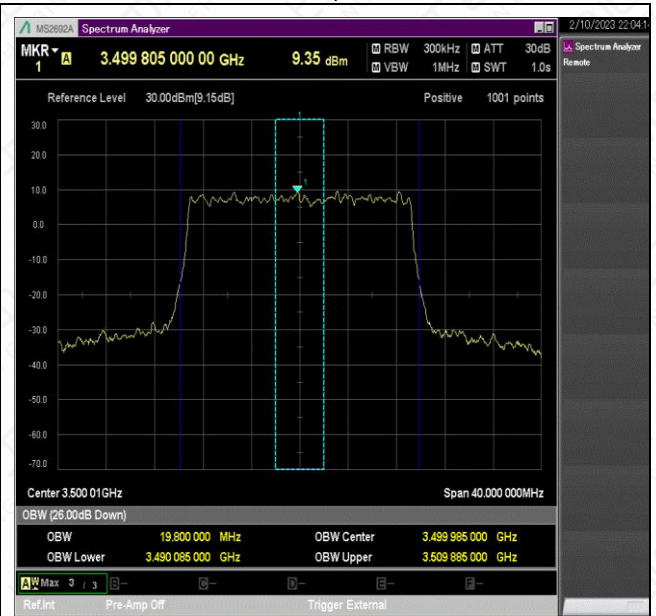 MS2692A Spectrum Analyzer
2/10/2023 22:04:1
MKR 1 A 3.499 805 000 00 GHz 9.35 dBm
M RBW 300kHz M ATT 30dB
M VBW 1MHz M SWT 1.0s
Spectrum Analyzer
Remote
Reference Level 30.00dBm[9.15dB] Positive 1001 points
1
30.0
20.0
1
10.0
0.0
-10.0
-20.0
-30.0
-40.0
-50.0
-60.0
-70.0
Center 3.500 01GHz Span 40.000 000MHz
OBW (26.00dB Down)
OBW 19.800 000 MHz OBW Center 3.499 985 000 GHz
OBW Lower 3.490 085 000 GHz OBW Upper 3.509 885 000 GHz
A W Max 3 / 3 B- C- D- E- F-
Ref.Int Pre-Amp Off Trigger External